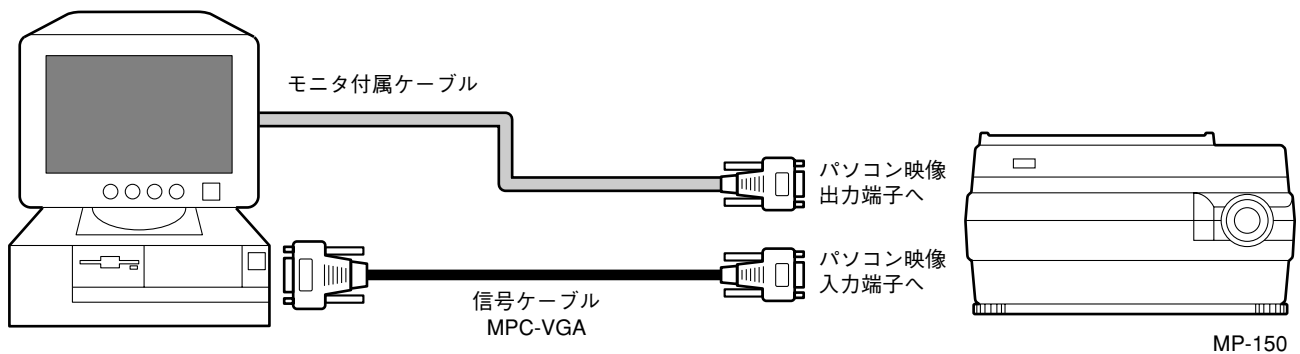 モニタ付属ケーブル
パソコン映像
出力端子へ
パソコン映像
入力端子へ
信号ケーブル
MPC-VGA
MP-150